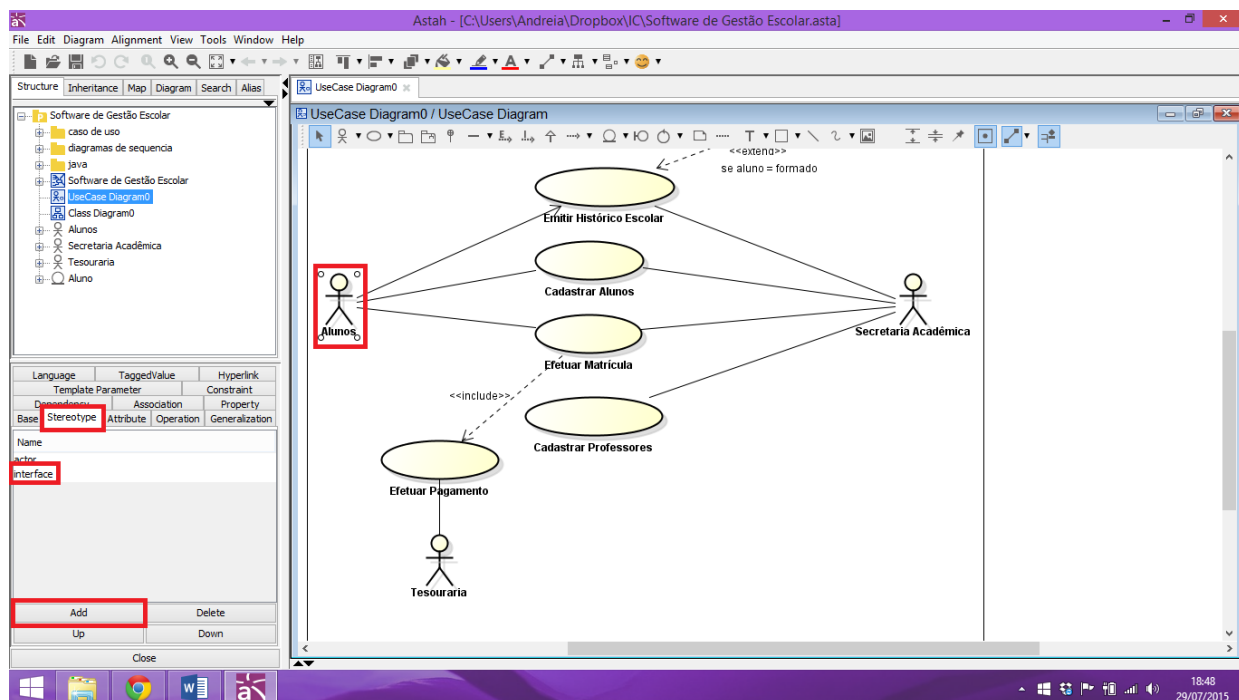 Astah - [C:\Users\Andreia\Dropbox\IC\Software de Gestão Escolar.asta]
File Edit Diagram Alignment View Tools Window Help
Structure Inheritance Map Diagram Search Alias
UseCase Diagram0
Software de Gestão Escolar
caso de uso
diagramas de sequencia
java
Software de Gestão Escolar
UseCase Diagram0
Class Diagram0
Alunos
Secretaria Acadêmica
Tesouraria
Aluno
Language TaggedValue Hyperlink
Template Parameter Constraint
Dependency Association Property
Base Stereotype Attribute Operation Generalization
Name
actor
interface
Add Delete
Up Down
Close
UseCase Diagram0 / UseCase Diagram
<<extend>>
se aluno = formado
Emitir Histórico Escolar
Cadastrar Alunos
Alunos
Secretaria Acadêmica
Efetuar Matrícula
<<include>>
Cadastrar Professores
Efetuar Pagamento
Tesouraria
18:48
29/07/2015